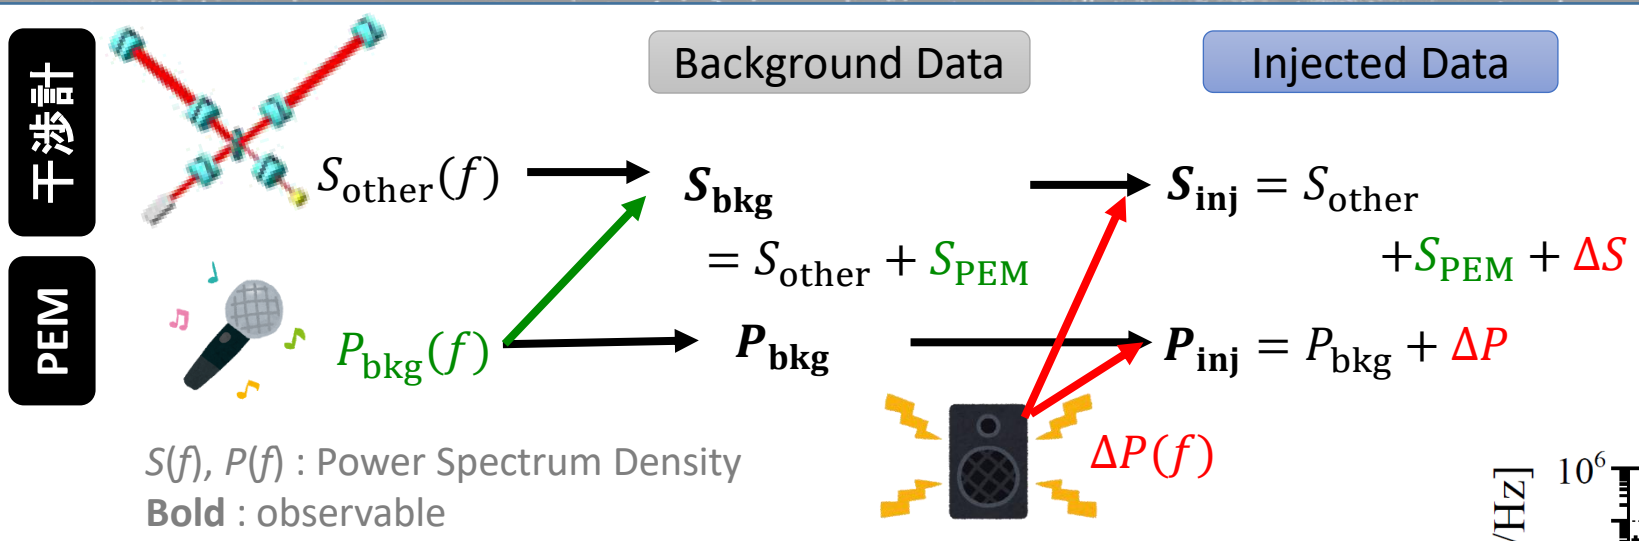 Background Data
Injected Data
干渉計
S_other(f)
S_bkg
= S_other + S_PEM
S_inj = S_other
+S_PEM + ΔS
PEM
P_bkg(f)
P_bkg
P_inj = P_bkg + ΔP
ΔP(f)
S(f), P(f) : Power Spectrum Density
Bold : observable
/Hz]
10^6